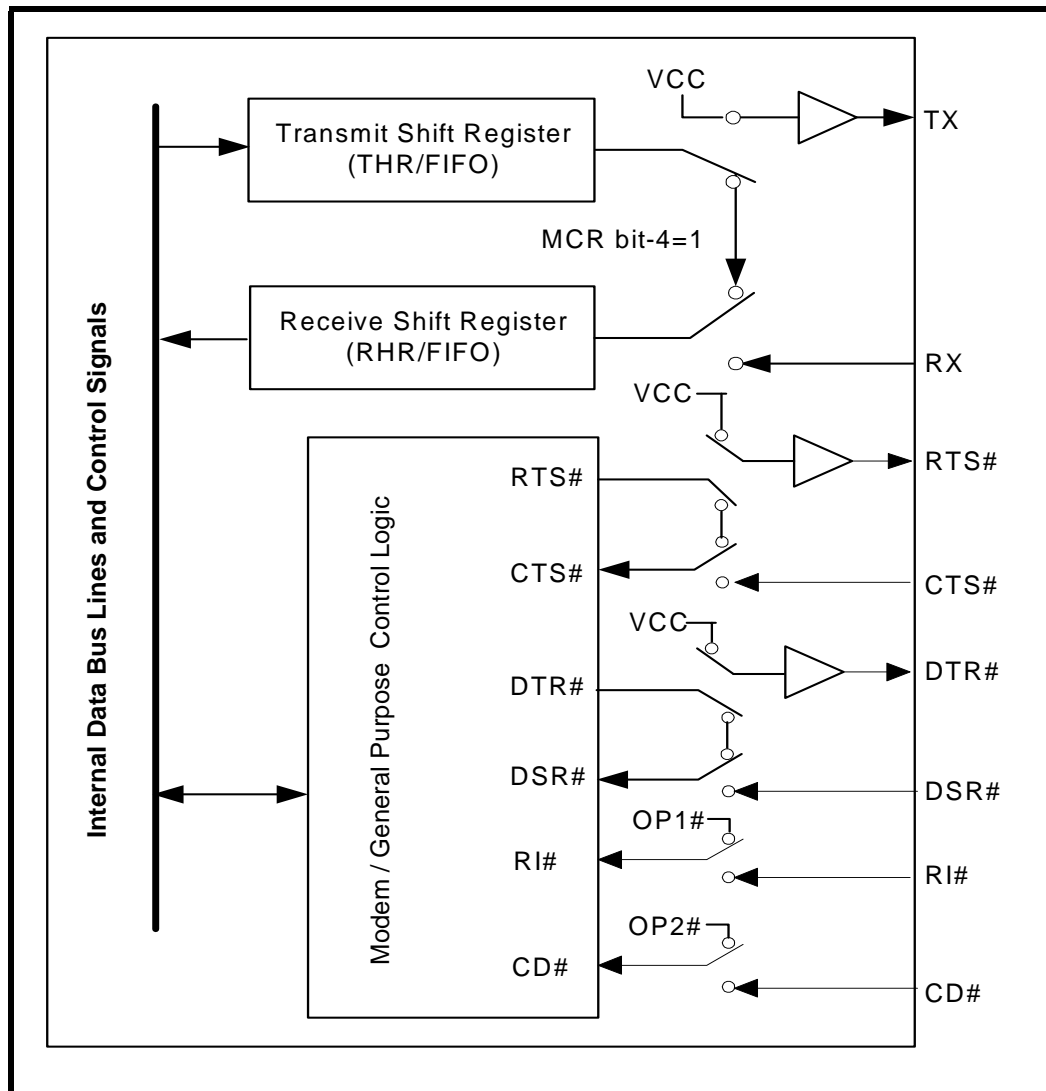 VCC
TX
Transmit Shift Register
(THR/FIFO)
MCR bit-4=1
Receive Shift Register
(RHR/FIFO)
RX
VCC
RTS#
RTS#
CTS#
CTS#
VCC
DTR#
DTR#
DSR#
DSR#
OP1#
RI#
RI#
OP2#
CD#
CD#
Internal Data Bus Lines and Control Signals
Modem / General Purpose Control Logic